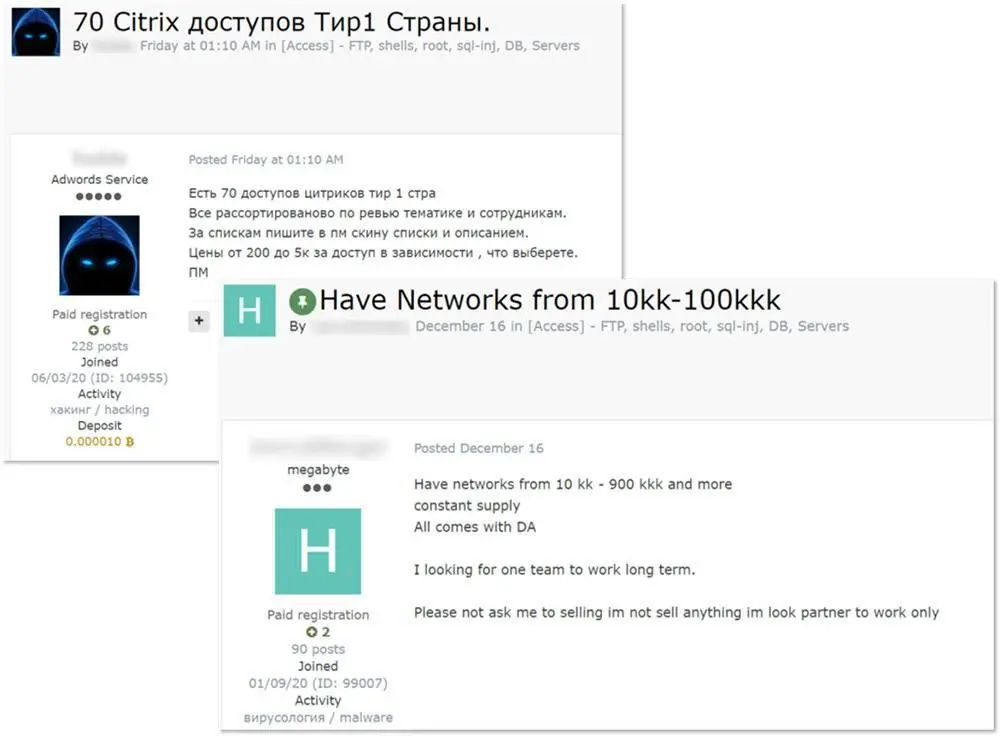 70 Citrix доступов Тир1 Страны.
By Friday at 01:10 AM in [Access] - FTP, shells, root, sql-inj, DB, Servers
Adwords Service
Paid registration
6
228 posts
Joined
06/03/20 (ID: 104955)
Activity
хакинг / hacking
Deposit
0.000010 ₿
Posted Friday at 01:10 AM
Есть 70 доступов цитриков тир 1 стра
Все рассортировановo по ревью тематике и сотрудникам.
За спискам пишите в пм скину списки и описанием.
Цены от 200 до 5к за доступ в зависимости , что выберете.
ПМ
+
H
Have Networks from 10kk-100kkk
By December 16 in [Access] - FTP, shells, root, sql-inj, DB, Servers
megabyte
H
Paid registration
2
90 posts
Joined
01/09/20 (ID: 99007)
Activity
вирусология / malware
Posted December 16
Have networks from 10 kk - 900 kkk and more
constant supply
All comes with DA
I looking for one team to work long term.
Please not ask me to selling im not sell anything im look partner to work only